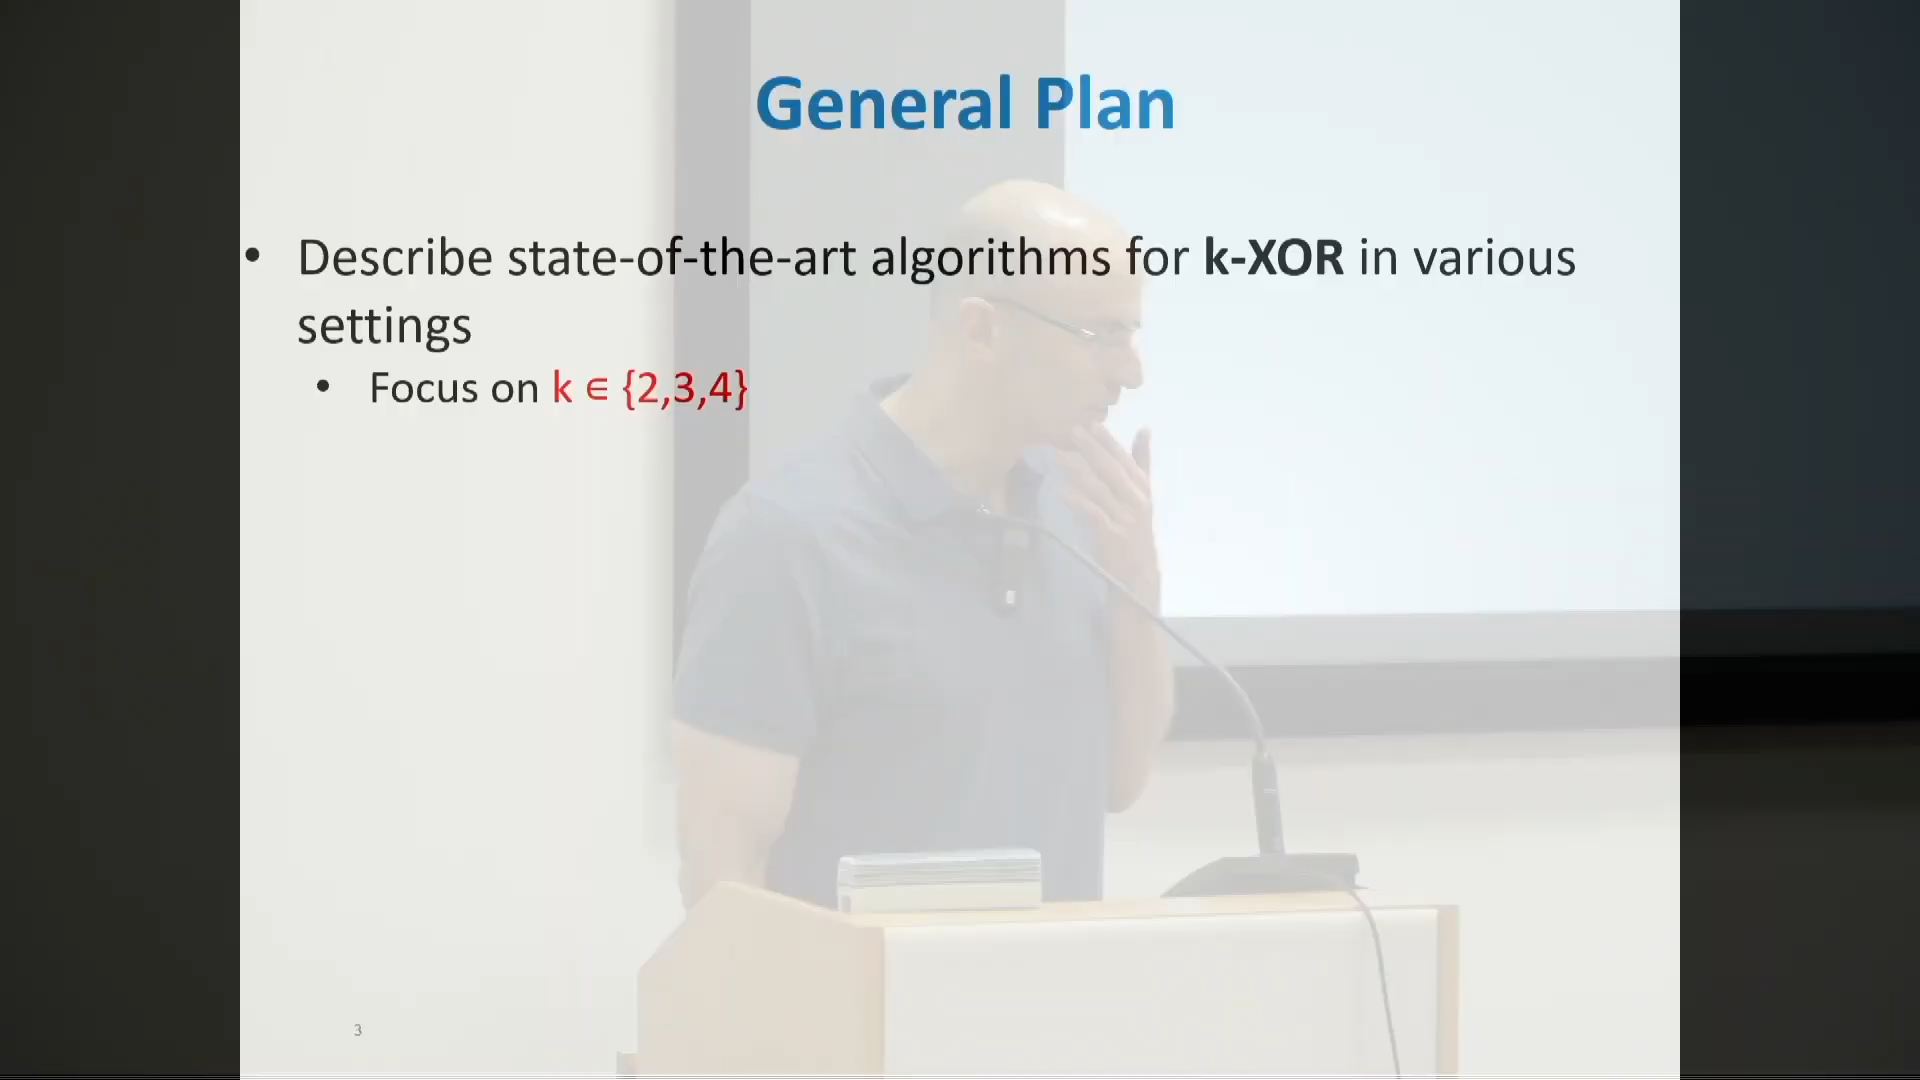 General Plan
• Describe state-of-the-art algorithms for k-XOR in various
settings
• Focus on k ∈ {2,3,4}
3